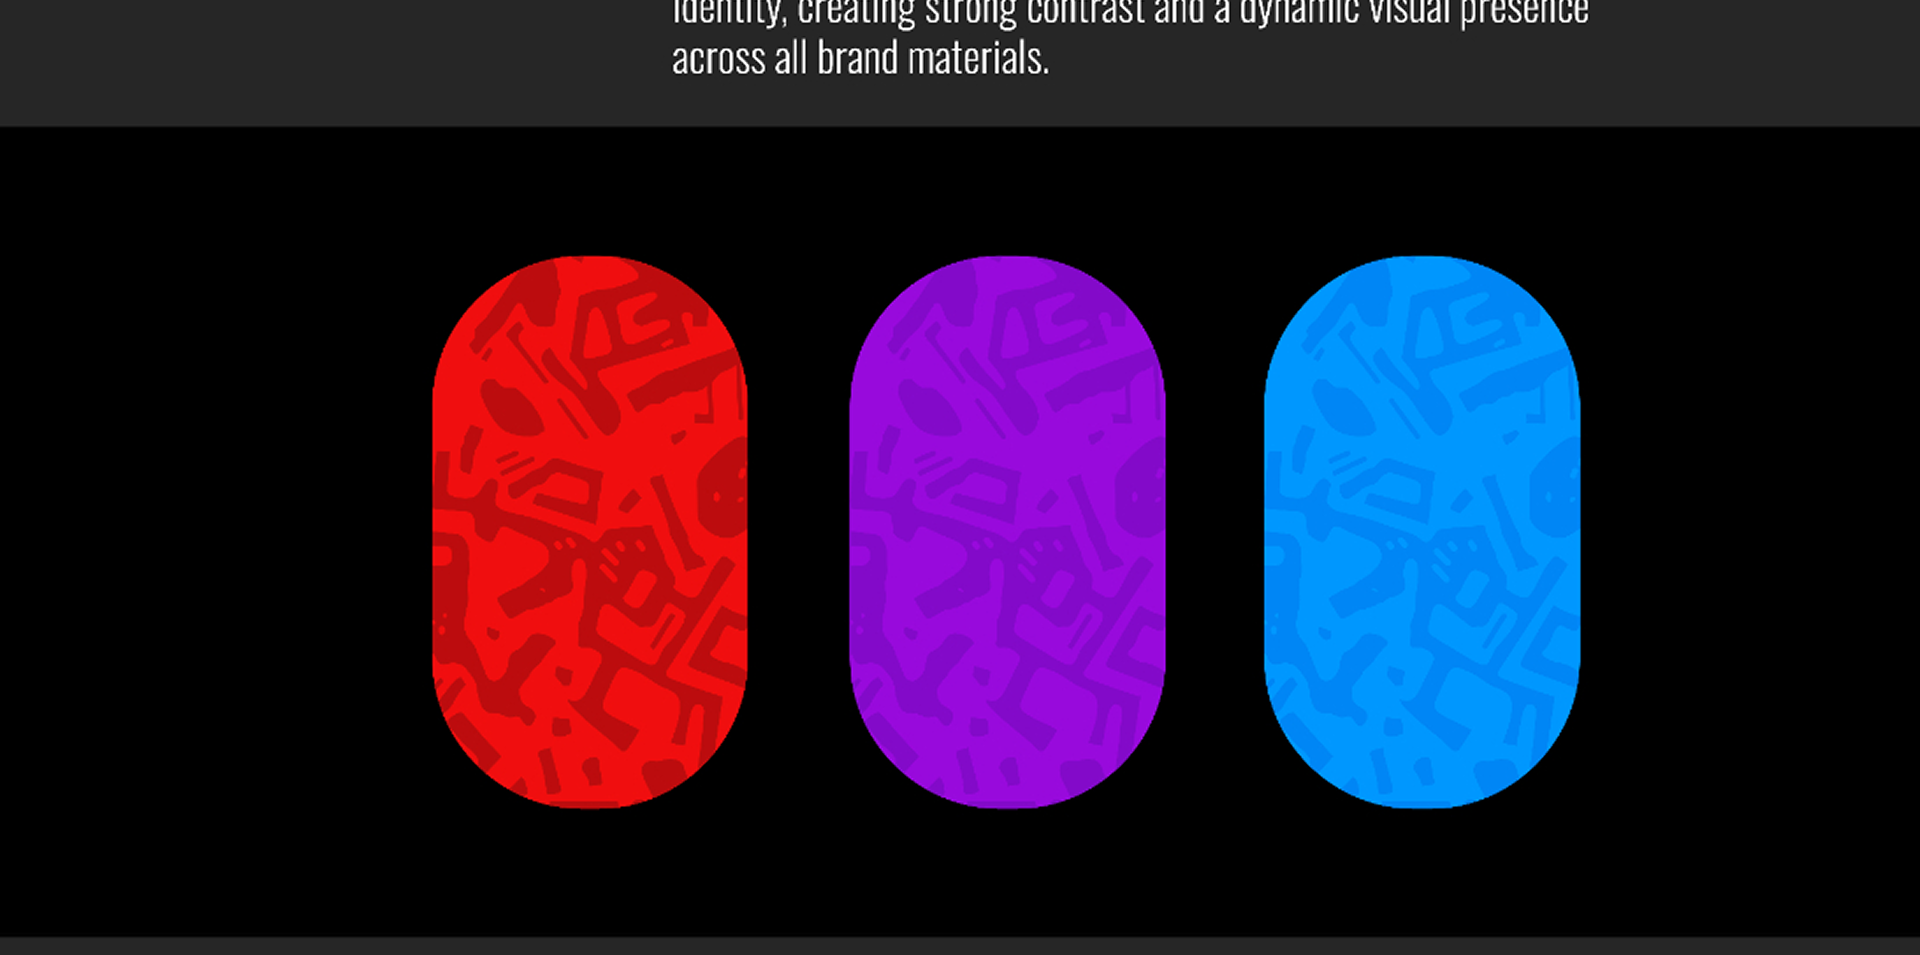 identity, creating strong contrast and a dynamic visual presence
across all brand materials.